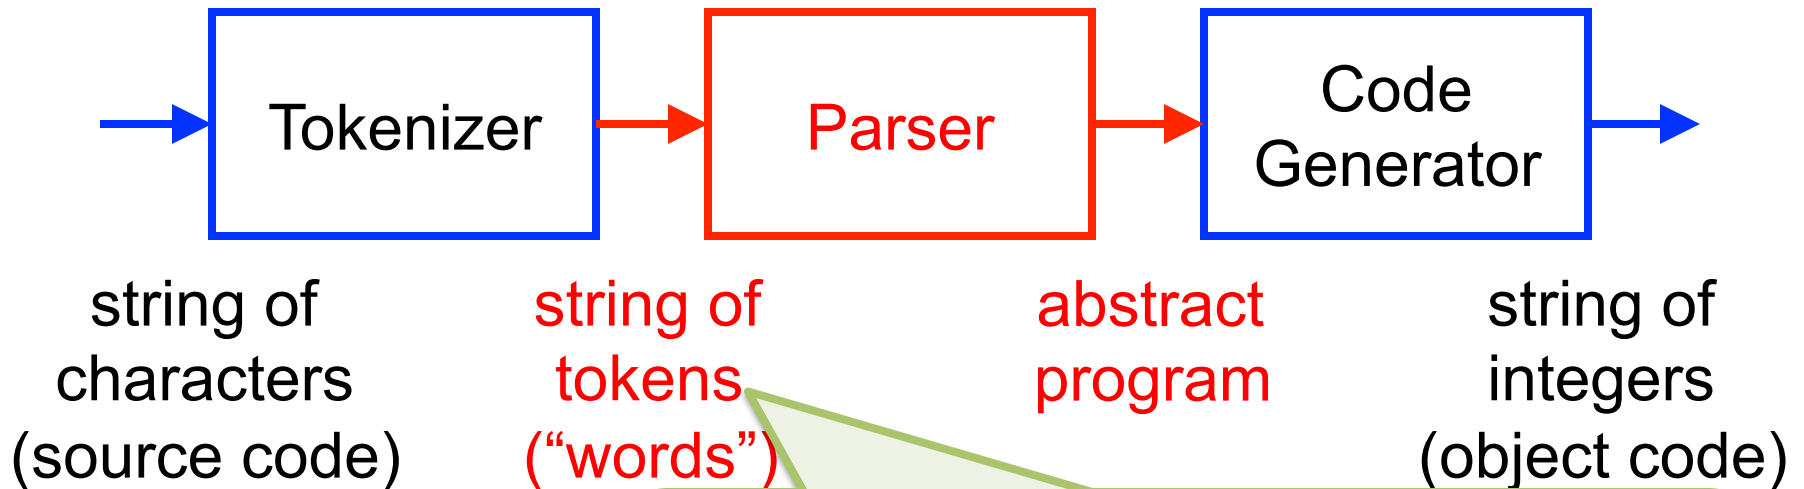 Tokenizer
Parser
Code
Generator
string of
characters
(source code)
string of
tokens
(“words”)
abstract
program
string of
integers
(object code)